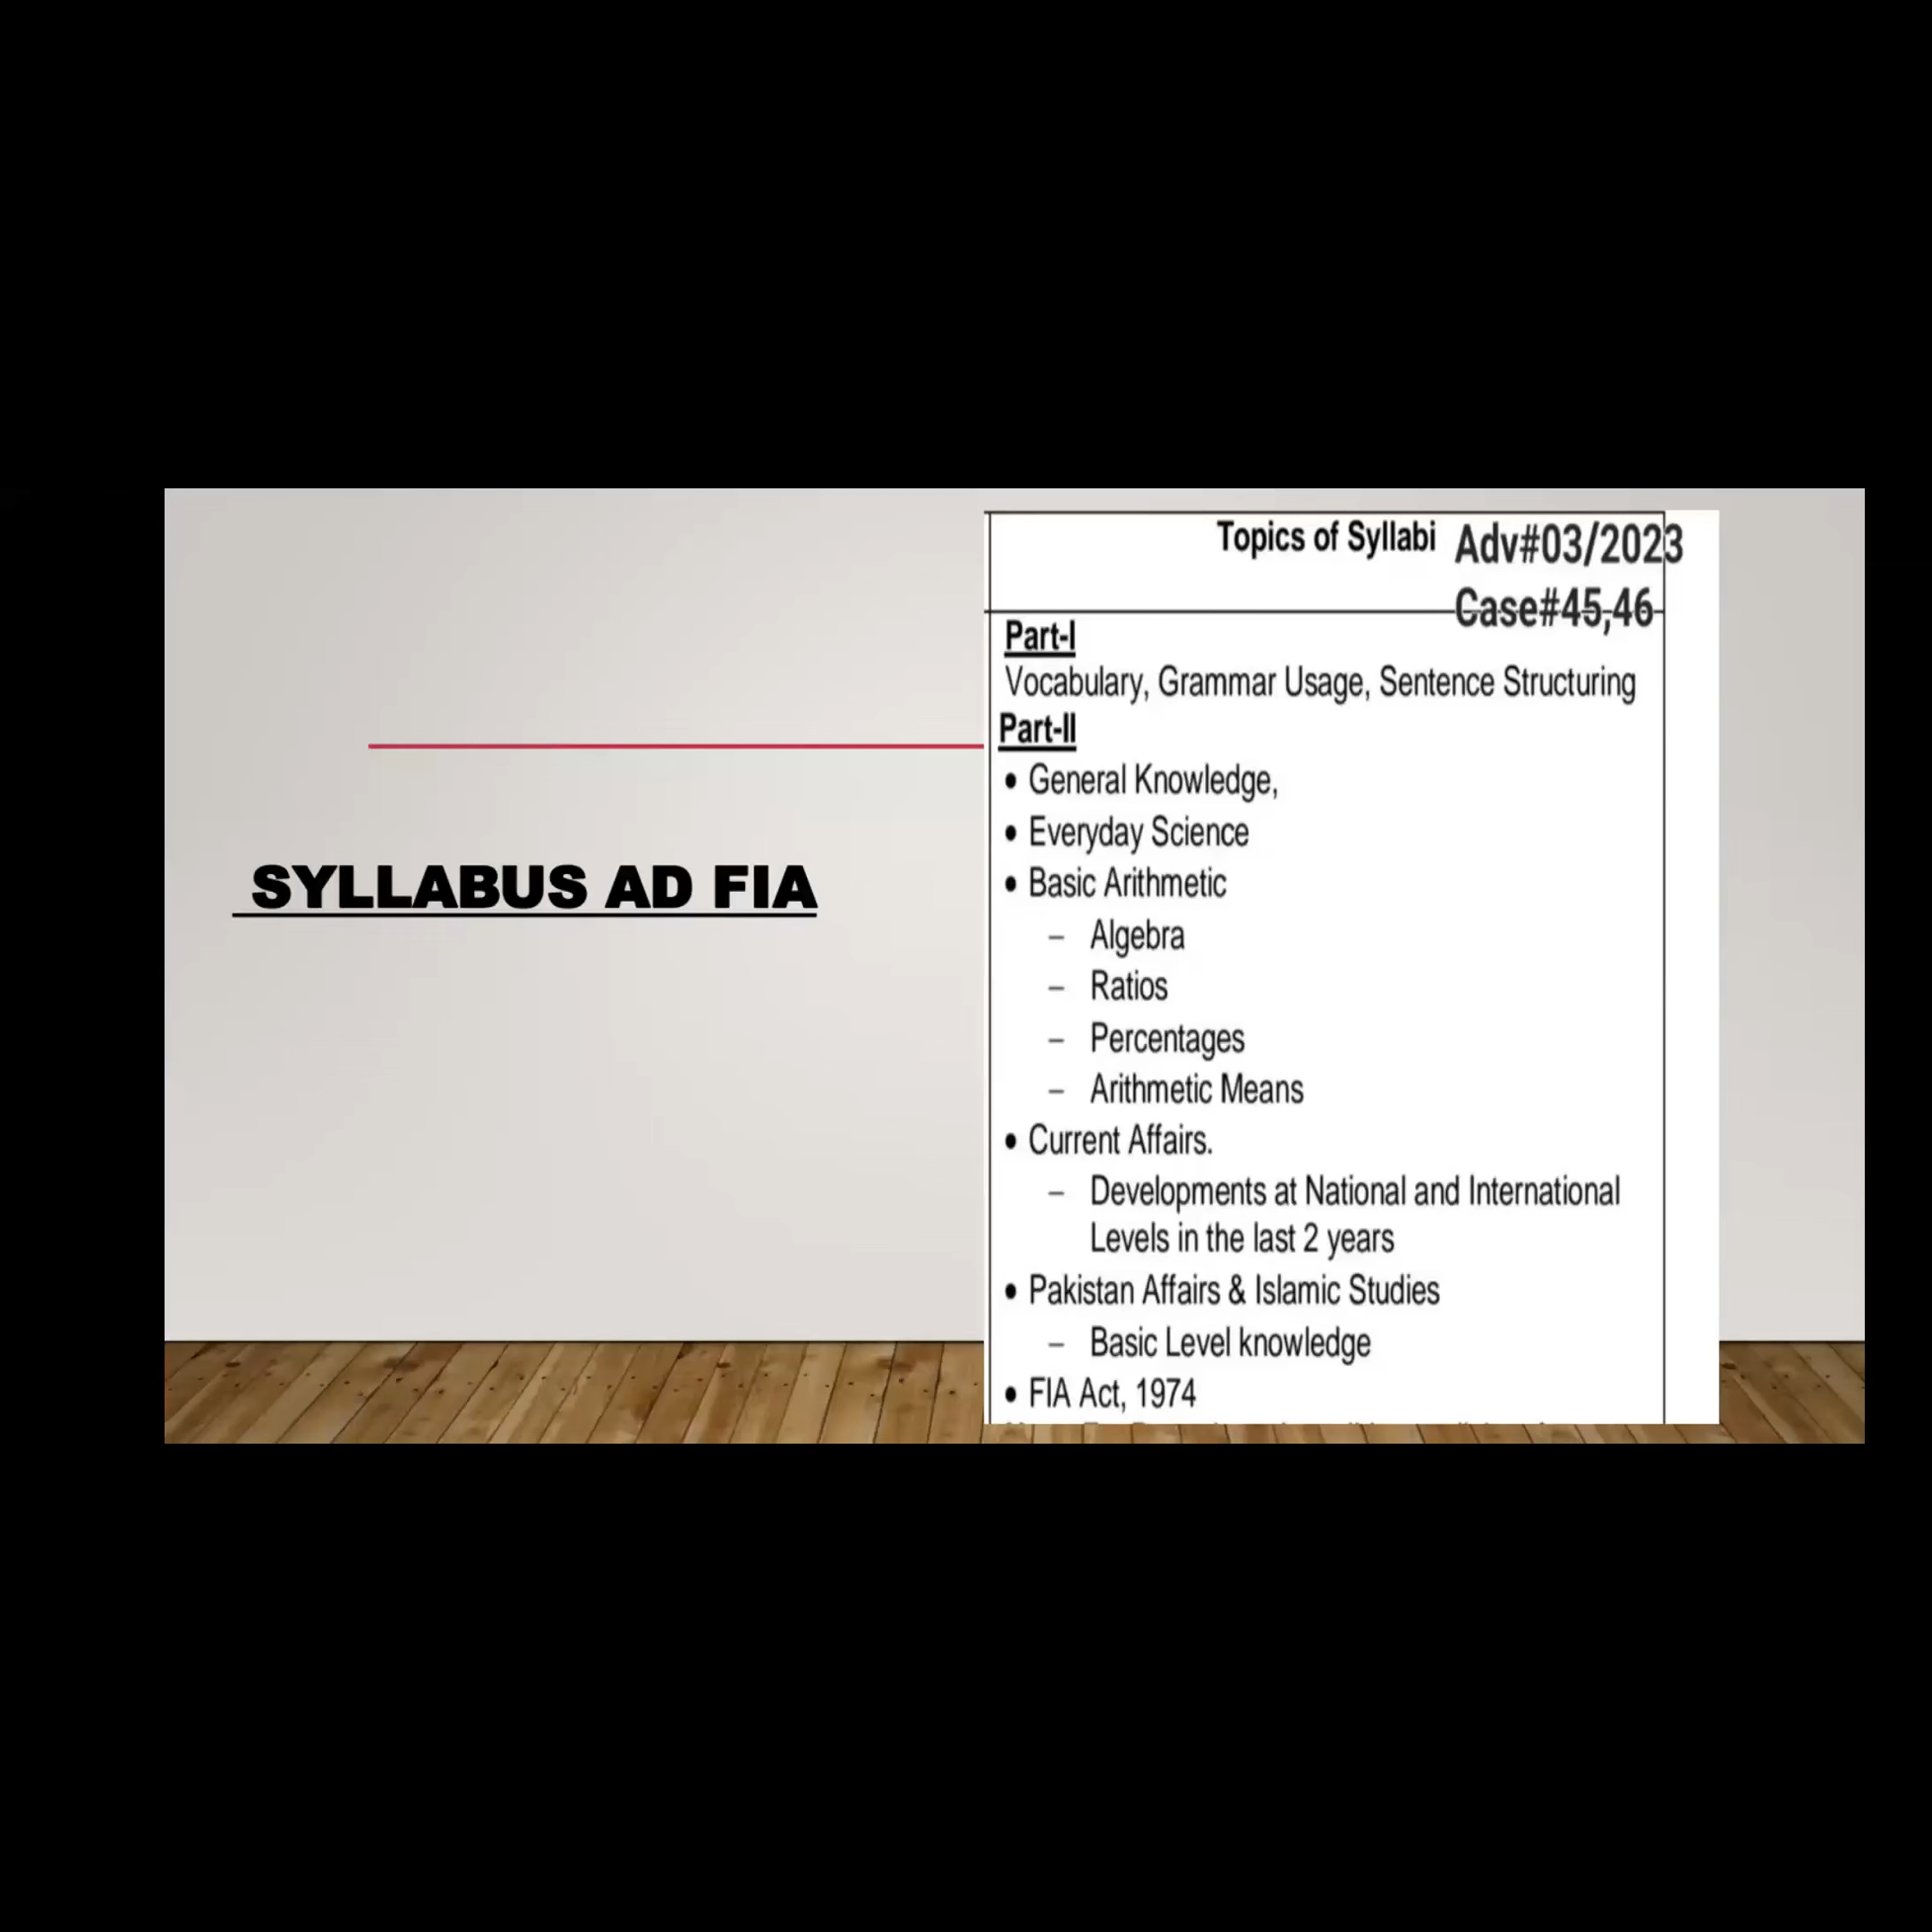 SYLLABUS AD FIA
Topics of Syllabi
Adv#03/2023
Case#45,46
Part-I
Vocabulary, Grammar Usage, Sentence Structuring
Part-II
• General Knowledge,
• Everyday Science
• Basic Arithmetic
– Algebra
– Ratios
– Percentages
– Arithmetic Means
• Current Affairs.
– Developments at National and International
Levels in the last 2 years
• Pakistan Affairs & Islamic Studies
– Basic Level knowledge
• FIA Act, 1974